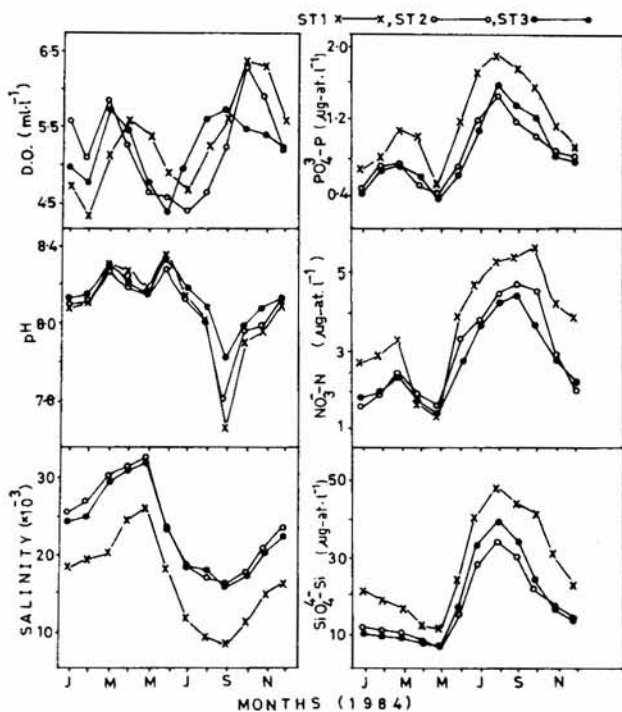 ST1 x—x, ST2 o—o, ST3 •—•
D.O. (ml·l⁻¹)
6·5
5·5
4·5
PO₄³-P (µg-at·l⁻¹)
2·0
1·2
0·4
pH
8·4
8·0
7·8
NO₃⁻-N (µg-at·l⁻¹)
5
3
1
SALINITY (×10⁻³)
30
20
10
SiO₄⁴⁻-Si (µg-at·l⁻¹)
50
30
10
J M M J S N
J M M J S N
MONTHS (1984)